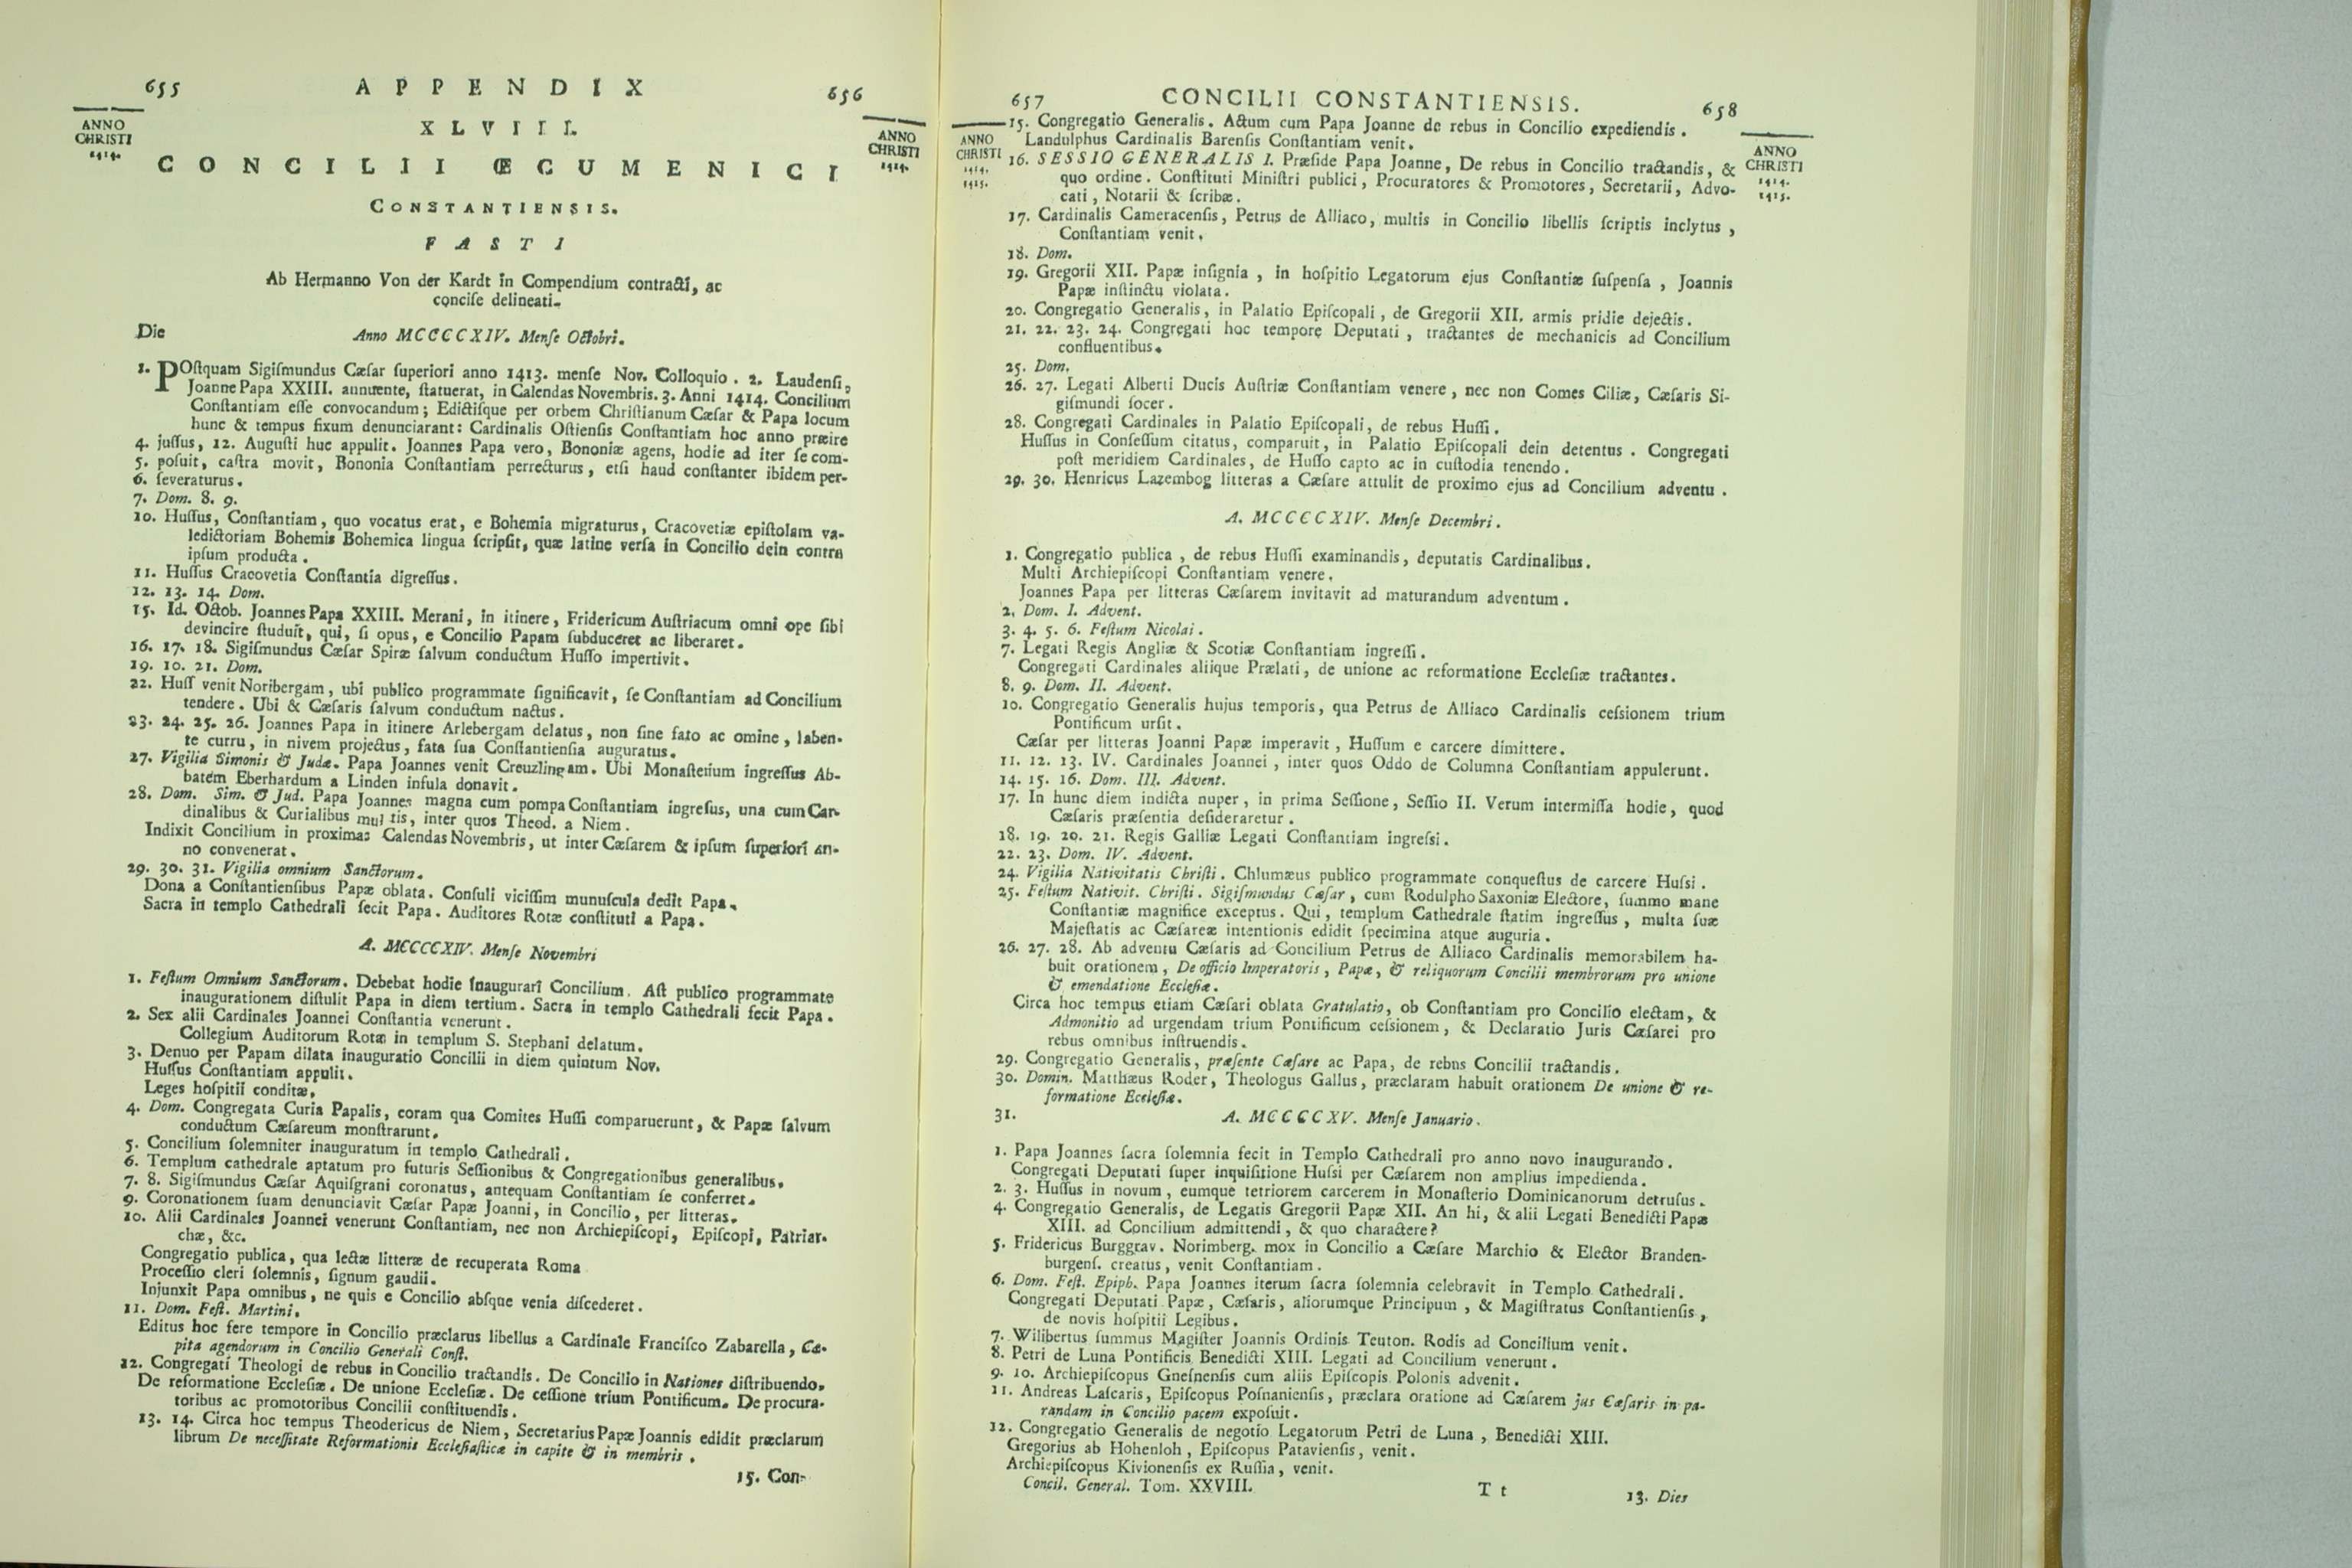 655 APPENDIX 656
ANNO
CHRISTI
1414.
ANNO
CHRISTI
1414.
XLVIII.
CONCILII ŒCUMENICI
CONSTANTIENSIS.
FASTI
Ab Hermanno Von der Kardt in Compendium contracti, ac
concise delineati.
Die Anno MCCCCXIV. Mense Octobri.
1. POſtquam Sigiſmundus Cæſar ſuperiori anno 1413. menſe Nov. Colloquio. 2. Laudenſi,
Joanne Papa XXIII. annuente, ſtatuerat, in Calendas Novembris. 3. Anni 1414. Concilium
Conſtantiam eſſe convocandum; Edictiſque per orbem Chriſtianum Cæſar & Papa locum
hunc & tempus fixum denunciarant: Cardinalis Oſtienſis Conſtantiam hoc anno præire
4. juſſus, 12. Auguſti huc appulit. Joannes Papa vero, Bononiæ agens, hodie ad iter ſe com-
5. poſuit, caſtra movit, Bononia Conſtantiam perrecturus, etſi haud conſtanter ibidem per-
6. ſeveraturus.
7. Dom. 8. 9.
10. Huſſus, Conſtantiam, quo vocatus erat, e Bohemia migraturus, Cracovetiæ epiſtolam va-
ledictoriam Bohemis Bohemica lingua ſcripſit, quæ latine verſa in Concilio dein contra
ipſum producta.
11. Huſſus Cracovetia Conſtantia digreſſus.
12. 13. 14. Dom.
15. Id. Octob. Joannes Papa XXIII. Merani, in itinere, Fridericum Auſtriacum omni ope ſibi
devincire ſtuduit, qui, ſi opus, e Concilio Papam ſubduceret ac liberaret.
16. 17. 18. Sigiſmundus Cæſar Spiræ ſalvum conductum Huſſo impertivit.
19. 10. 21. Dom.
22. Huſſ venit Noribergam, ubi publico programmate ſignificavit, ſe Conſtantiam ad Concilium
tendere. Ubi & Cæſaris ſalvum conductum nactus.
23. 24. 25. 26. Joannes Papa in itinere Arlebergam delatus, non ſine fato ac omine, laben-
te curru, in nivem projectus, fata ſua Conſtantienſia auguratus.
27. Vigilia Simonis & Judæ. Papa Joannes venit Creuzlingam. Ubi Monaſterium ingreſſus Ab-
batem Eberhardum a Linden inſula donavit.
28. Dom. Sim. & Jud. Papa Joannes magna cum pompa Conſtantiam ingreſus, una cum Car-
dinalibus & Curialibus multis, inter quos Theod. a Niem.
Indixit Concilium in proximas Calendas Novembris, ut inter Cæſarem & ipſum ſuperiori an-
no convenerat.
29. 30. 31. Vigilia omnium Sanctorum.
Dona a Conſtantienſibus Papæ oblata. Conſuli viciſſim munuſcula dedit Papa.
Sacra in templo Cathedrali fecit Papa. Auditores Rotæ conſtituti a Papa.
A. MCCCCXIV. Menſe Novembri
1. Feſtum Omnium Sanctorum. Debebat hodie inaugurari Concilium. Aſt publico programmate
inaugurationem diſtulit Papa in diem tertium. Sacra in templo Cathedrali fecit Papa.
2. Sex alii Cardinales Joannei Conſtantia venerunt.
Collegium Auditorum Rotæ in templum S. Stephani delatum.
3. Denuo per Papam dilata inauguratio Concilii in diem quintum Nov.
Huſſus Conſtantiam appulit.
Leges hoſpitii conditæ.
4. Dom. Congregata Curia Papalis, coram qua Comites Huſſi comparuerunt, & Papæ ſalvum
conductum Cæſareum monſtrarunt.
5. Concilium ſolemniter inauguratum in templo Cathedrali.
6. Templum cathedrale aptatum pro futuris Seſſionibus & Congregationibus generalibus.
7. 8. Sigiſmundus Cæſar Aquiſgrani coronatus, antequam Conſtantiam ſe conferret.
9. Coronationem ſuam denunciavit Cæſar Papæ Joanni, in Concilio, per litteras.
10. Alii Cardinales Joannei venerunt Conſtantiam, nec non Archiepiſcopi, Epiſcopi, Patriar-
chæ, &c.
Congregatio publica, qua lectæ litteræ de recuperata Roma
Proceſſio cleri ſolemnis, ſignum gaudii.
Injunxit Papa omnibus, ne quis e Concilio abſque venia diſcederet.
11. Dom. Feſt. Martini.
Editus hoc fere tempore in Concilio præclarus libellus a Cardinale Franciſco Zabarella, Ca-
pita agendorum in Concilio Generali Conſt.
12. Congregati Theologi de rebus in Concilio tractandis. De Concilio in Nationes diſtribuendo.
De reformatione Eccleſiæ. De unione Eccleſiæ. De ceſſione trium Pontificum. De procura-
toribus ac promotoribus Concilii conſtituendis.
13. 14. Circa hoc tempus Theodericus de Niem, Secretarius Papæ Joannis edidit præclarum
librum De neceſſitate Reformationis Eccleſiaſticæ in capite & in membris.
15. Con-
657 CONCILII CONSTANTIENSIS. 658
ANNO
CHRISTI
1414.
1415.
ANNO
CHRISTI
1414.
1415.
15. Congregatio Generalis. Actum cum Papa Joanne de rebus in Concilio expediendis.
Landulphus Cardinalis Barenſis Conſtantiam venit.
16. SESSIO GENERALIS I. Præſide Papa Joanne, De rebus in Concilio tractandis, &
quo ordine. Conſtituti Miniſtri publici, Procuratores & Promotores, Secretarii, Advo-
cati, Notarii & ſcribæ.
17. Cardinalis Cameracenſis, Petrus de Alliaco, multis in Concilio libellis ſcriptis inclytus,
Conſtantiam venit.
18. Dom.
19. Gregorii XII. Papæ inſignia, in hoſpitio Legatorum ejus Conſtantiæ ſuſpenſa, Joannis
Papæ inſtinctu violata.
20. Congregatio Generalis, in Palatio Epiſcopali, de Gregorii XII. armis pridie dejectis.
21. 22. 23. 24. Congregati hoc tempore Deputati, tractantes de mechanicis ad Concilium
confluentibus.
25. Dom.
26. 27. Legati Alberti Ducis Auſtriæ Conſtantiam venere, nec non Comes Ciliæ, Cæſaris Si-
giſmundi ſocer.
28. Congregati Cardinales in Palatio Epiſcopali, de rebus Huſſi.
Huſſus in Conſeſſum citatus, comparuit, in Palatio Epiſcopali dein detentus. Congregati
poſt meridiem Cardinales, de Huſſo capto ac in cuſtodia tenendo.
29. 30. Henricus Lazembog litteras a Cæſare attulit de proximo ejus ad Concilium adventu.
A. MCCCCXIV. Menſe Decembri.
1. Congregatio publica, de rebus Huſſi examinandis, deputatis Cardinalibus.
Multi Archiepiſcopi Conſtantiam venere.
Joannes Papa per litteras Cæſarem invitavit ad maturandum adventum.
2. Dom. I. Advent.
3. 4. 5. 6. Feſtum Nicolai.
7. Legati Regis Angliæ & Scotiæ Conſtantiam ingreſſi.
Congregati Cardinales aliique Prælati, de unione ac reformatione Eccleſiæ tractantes.
8. 9. Dom. II. Advent.
10. Congregatio Generalis hujus temporis, qua Petrus de Alliaco Cardinalis ceſsionem trium
Pontificum urſit.
Cæſar per litteras Joanni Papæ imperavit, Huſſum e carcere dimittere.
11. 12. 13. IV. Cardinales Joannei, inter quos Oddo de Columna Conſtantiam appulerunt.
14. 15. 16. Dom. III. Advent.
17. In hunc diem indicta nuper, in prima Seſſione, Seſſio II. Verum intermiſſa hodie, quod
Cæſaris præſentia deſideraretur.
18. 19. 20. 21. Regis Galliæ Legati Conſtantiam ingreſsi.
22. 23. Dom. IV. Advent.
24. Vigilia Nativitatis Chriſti. Chlumæus publico programmate conqueſtus de carcere Huſsi.
25. Feſtum Nativit. Chriſti. Sigiſmundus Cæſar, cum Rodulpho Saxoniæ Electore, ſummo mane
Conſtantiæ magnifice exceptus. Qui, templum Cathedrale ſtatim ingreſſus, multa ſuæ
Majeſtatis ac Cæſareæ intentionis edidit ſpecimina atque auguria.
26. 27. 28. Ab adventu Cæſaris ad Concilium Petrus de Alliaco Cardinalis memorabilem ha-
buit orationem, De officio Imperatoris, Papæ, & reliquorum Concilii membrorum pro unione
& emendatione Eccleſiæ.
Circa hoc tempus etiam Cæſari oblata Gratulatio, ob Conſtantiam pro Concilio electam, &
Admonitio ad urgendam trium Pontificum ceſsionem, & Declaratio Juris Cæſarei pro
rebus omnibus inſtruendis.
29. Congregatio Generalis, præſente Cæſare ac Papa, de rebus Concilii tractandis.
30. Domin. Matthæus Roder, Theologus Gallus, præclaram habuit orationem De unione & re-
formatione Eccleſiæ.
31. A. MCCCCXV. Menſe Januario.
1. Papa Joannes ſacra ſolemnia fecit in Templo Cathedrali pro anno novo inaugurando.
Congregati Deputati ſuper inquiſitione Huſsi per Cæſarem non amplius impedienda.
2. 3. Huſſus in novum, eumque tetriorem carcerem in Monaſterio Dominicanorum detruſus.
4. Congregatio Generalis, de Legatis Gregorii Papæ XII. An hi, & alii Legati Benedicti Papæ
XIII. ad Concilium admittendi, & quo charactere?
5. Fridericus Burggrav. Norimberg. mox in Concilio a Cæſare Marchio & Elector Branden-
burgenſ. creatus, venit Conſtantiam.
6. Dom. Feſt. Epiph. Papa Joannes iterum ſacra ſolemnia celebravit in Templo Cathedrali.
Congregati Deputati Papæ, Cæſaris, aliorumque Principum, & Magiſtratus Conſtantienſis,
de novis hoſpitii Legibus.
7. Wilibertus ſummus Magiſter Joannis Ordinis Teuton. Rodis ad Concilium venit.
8. Petri de Luna Pontificis Benedicti XIII. Legati ad Concilium venerunt.
9. 10. Archiepiſcopus Gneſnenſis cum aliis Epiſcopis Polonis advenit.
11. Andreas Laſcaris, Epiſcopus Poſnanienſis, præclara oratione ad Cæſarem jus Cæſaris in pa-
randam in Concilio pacem expoſuit.
12. Congregatio Generalis de negotio Legatorum Petri de Luna, Benedicti XIII.
Gregorius ab Hohenloh, Epiſcopus Patavienſis, venit.
Archiepiſcopus Kivionenſis ex Ruſſia, venit.
Concil. General. Tom. XXVIII. T t 13. Dies